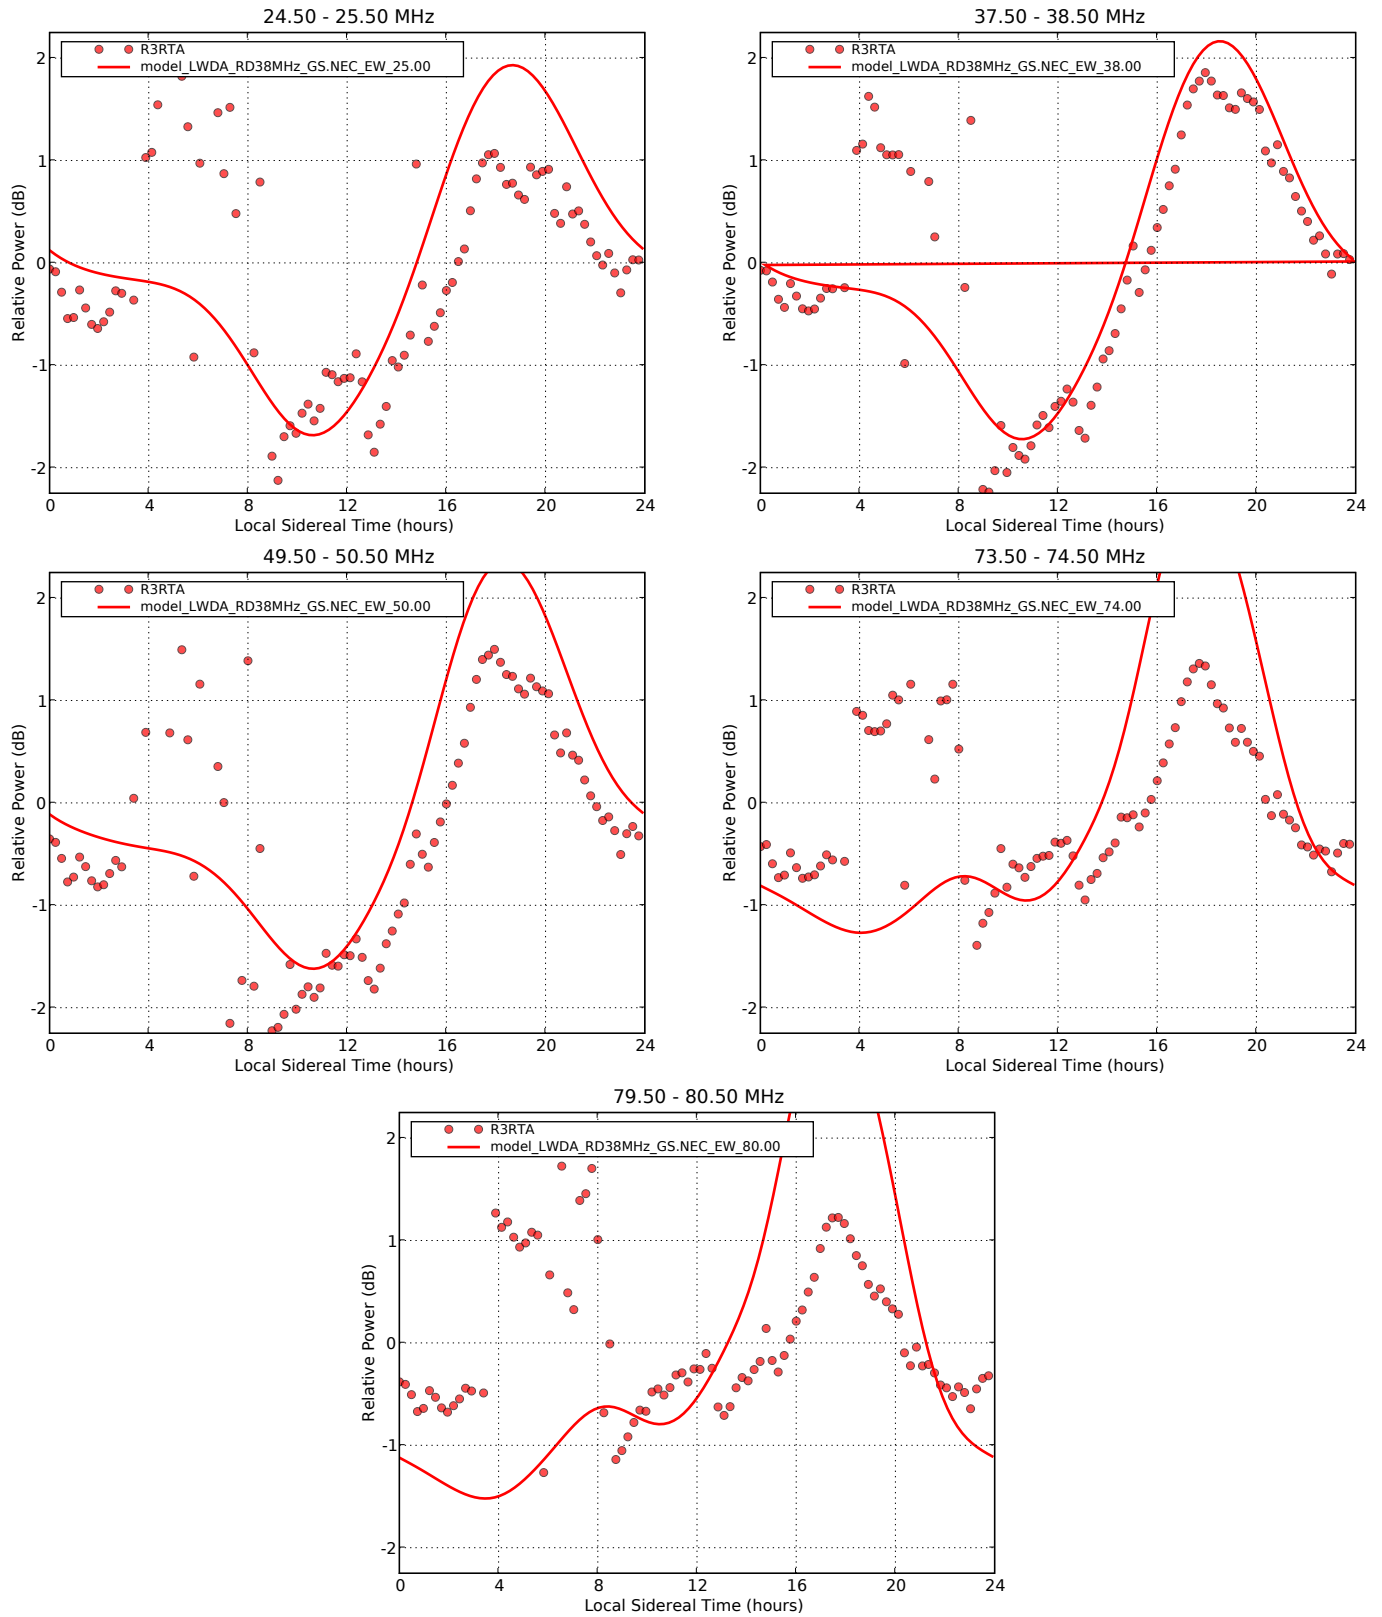 24.50 - 25.50 MHz
R3RTA
model_LWDA_RD38MHz_GS.NEC_EW_25.00
Relative Power (dB)
2
1
0
-1
-2
0 4 8 12 16 20 24
Local Sidereal Time (hours)
37.50 - 38.50 MHz
R3RTA
model_LWDA_RD38MHz_GS.NEC_EW_38.00
Relative Power (dB)
2
1
0
-1
-2
0 4 8 12 16 20 24
Local Sidereal Time (hours)
49.50 - 50.50 MHz
R3RTA
model_LWDA_RD38MHz_GS.NEC_EW_50.00
Relative Power (dB)
2
1
0
-1
-2
0 4 8 12 16 20 24
Local Sidereal Time (hours)
73.50 - 74.50 MHz
R3RTA
model_LWDA_RD38MHz_GS.NEC_EW_74.00
Relative Power (dB)
2
1
0
-1
-2
0 4 8 12 16 20 24
Local Sidereal Time (hours)
79.50 - 80.50 MHz
R3RTA
model_LWDA_RD38MHz_GS.NEC_EW_80.00
Relative Power (dB)
2
1
0
-1
-2
0 4 8 12 16 20 24
Local Sidereal Time (hours)